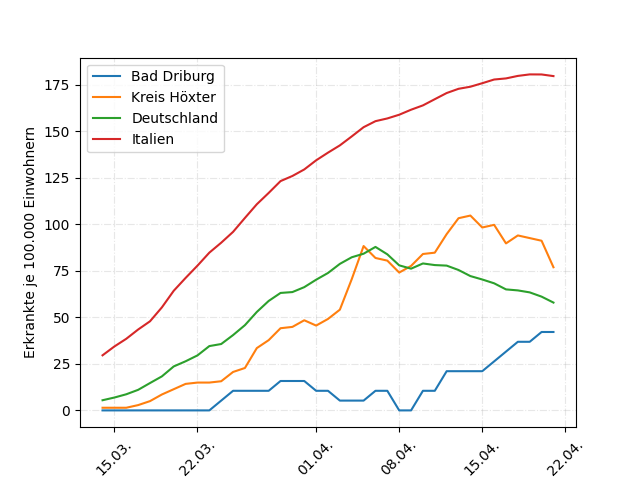 Bad Driburg
Kreis Höxter
Deutschland
Italien
Erkrankte je 100.000 Einwohnern
175
150
125
100
75
50
25
0
15.03.
22.03.
01.04.
08.04.
15.04.
22.04.